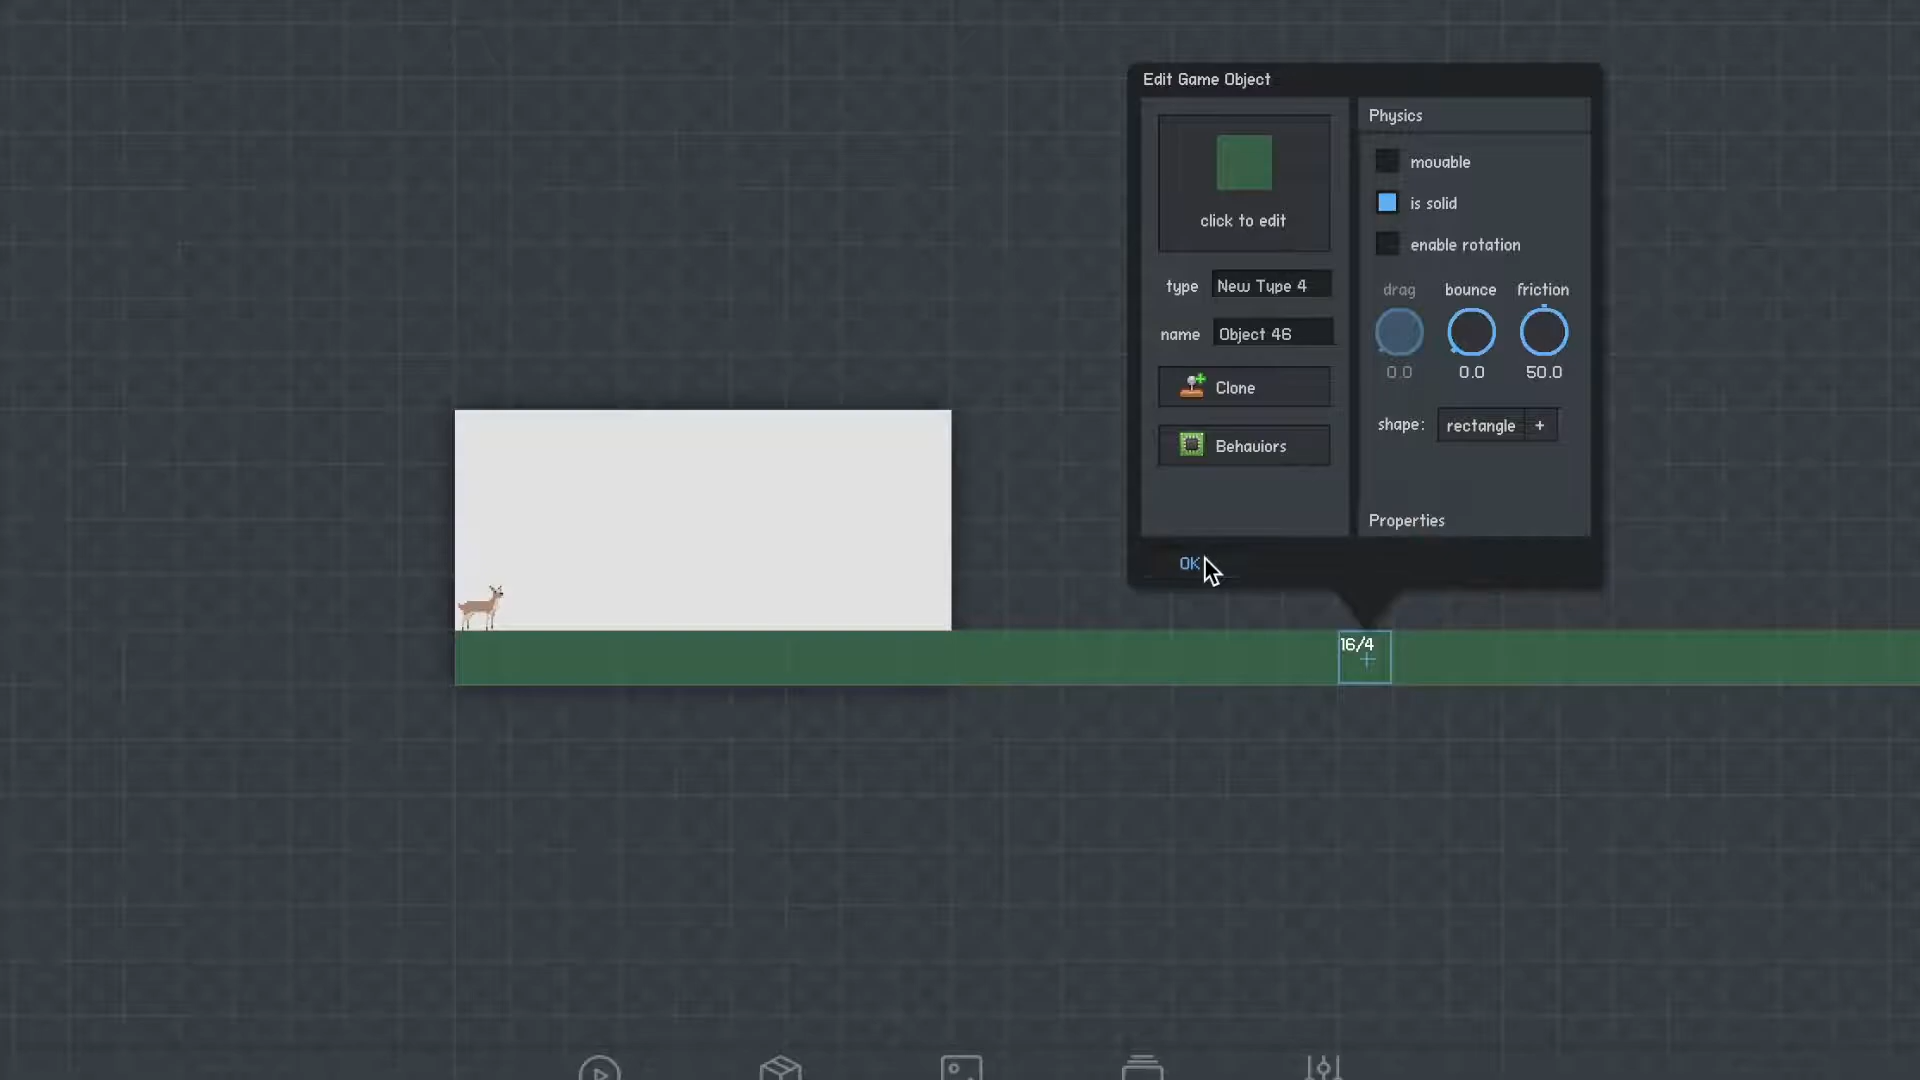 Edit Game Object
click to edit
type New Type 4
name Object 46
Clone
Behaviors
OK
Physics
movable
is solid
enable rotation
drag bounce friction
0.0 0.0 50.0
shape: rectangle +
Properties
16/4